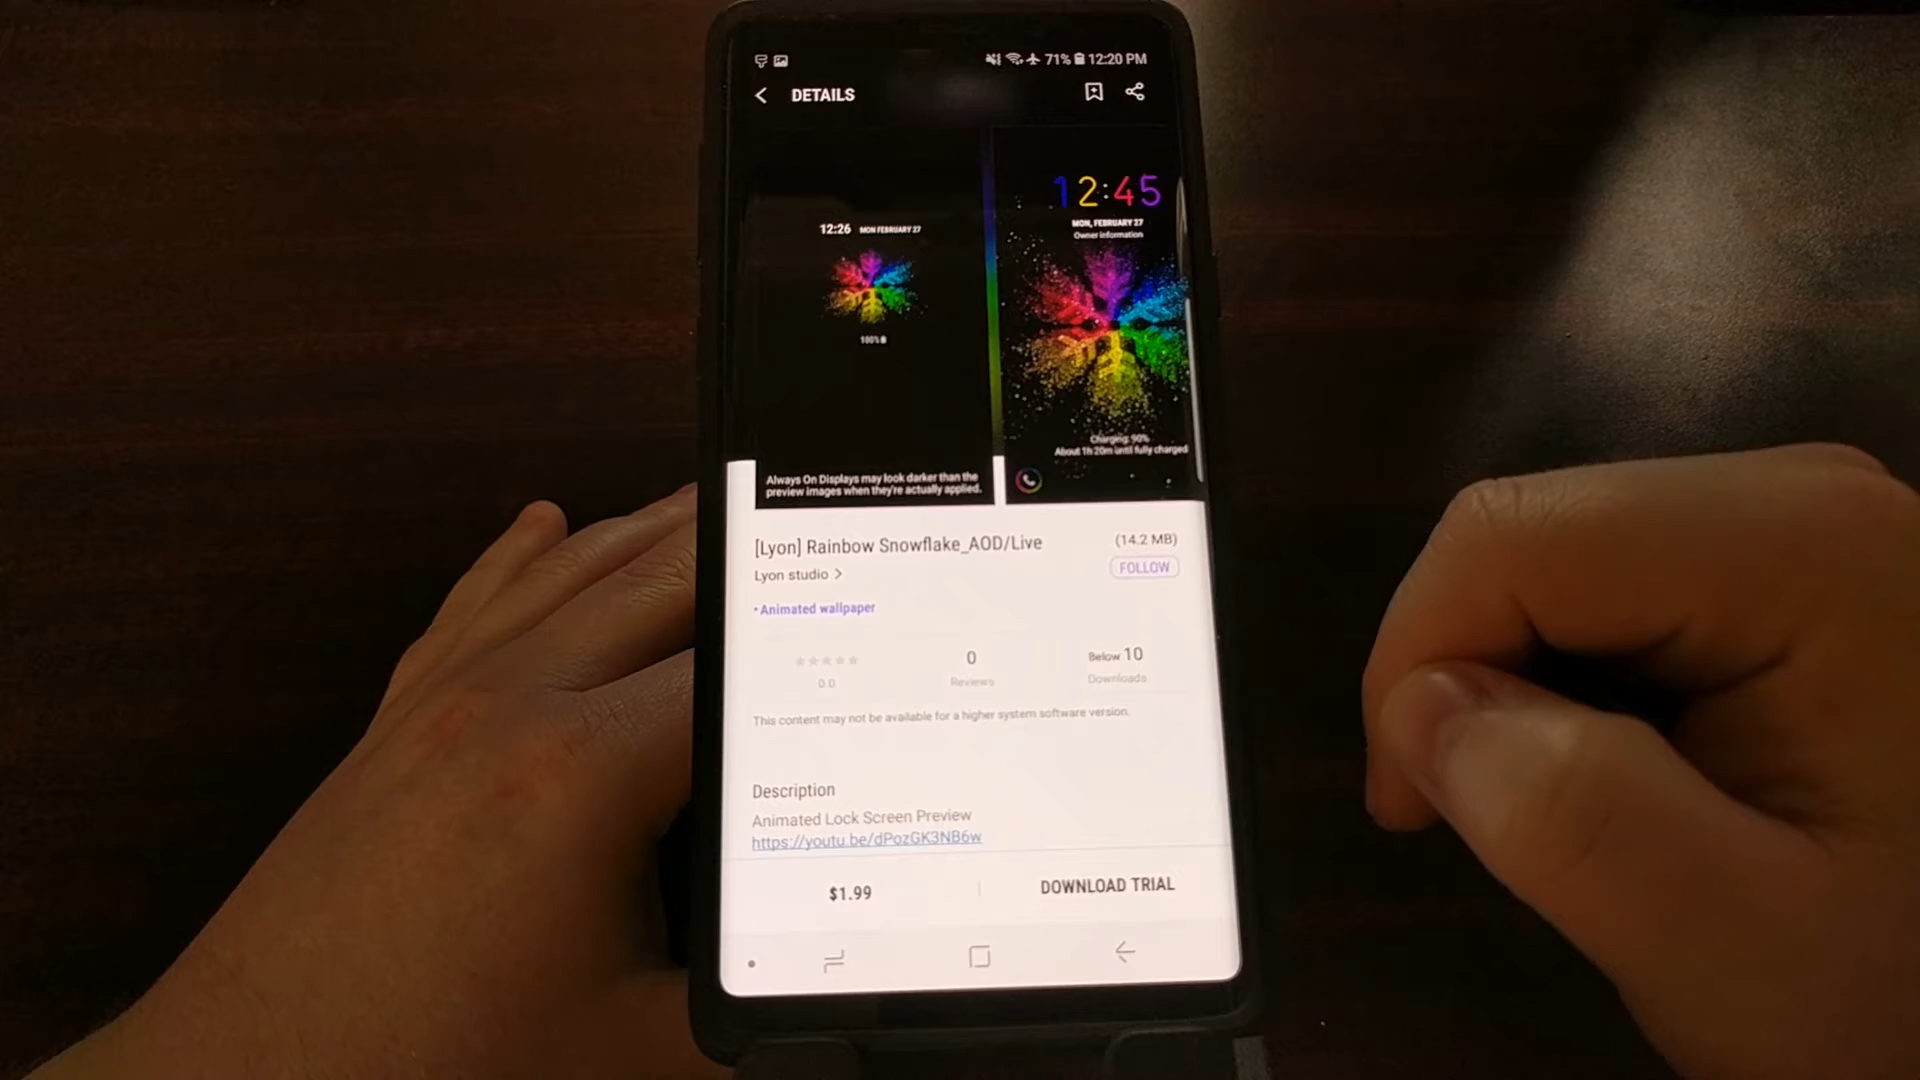 71% 12:20 PM
DETAILS
12:26 MON FEBRUARY 27
100%
Always On Displays may look darker than the
preview images when they're actually applied.
12:45
MON, FEBRUARY 27
Owner information
Charging: 90%
About 1h 20m until fully charged
[Lyon] Rainbow Snowflake_AOD/Live (14.2 MB)
Lyon studio > FOLLOW
• Animated wallpaper
0 Below 10
0.0 Reviews Downloads
This content may not be available for a higher system software version.
Description
Animated Lock Screen Preview
https://youtu.be/dPozGK3NB6w
$1.99 DOWNLOAD TRIAL